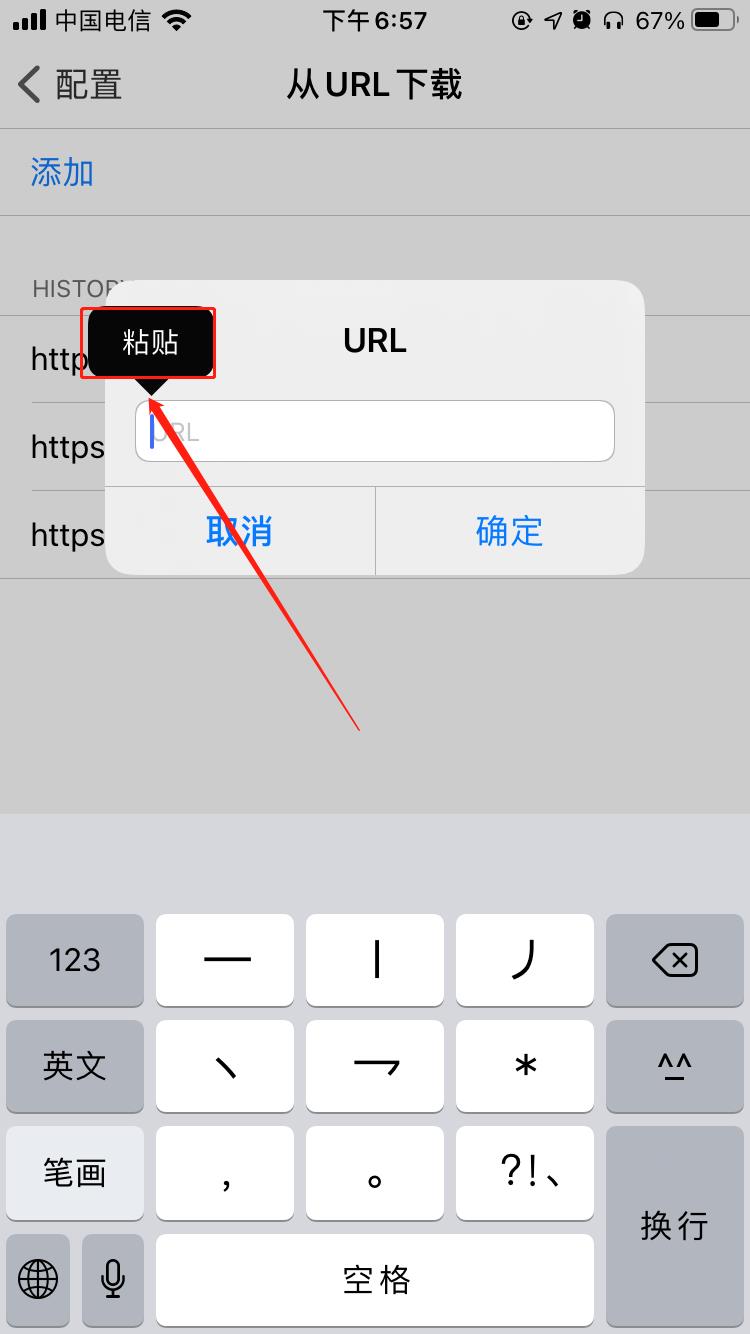 中国电信 下午6:57 67%
配置 从URL下载
添加
HISTORY
粘贴 URL
http
URL
https
取消 确定
https
123 一 丨 丿
英文 丶 乛 * ^^
笔画 , 。 ?!、
换行
空格